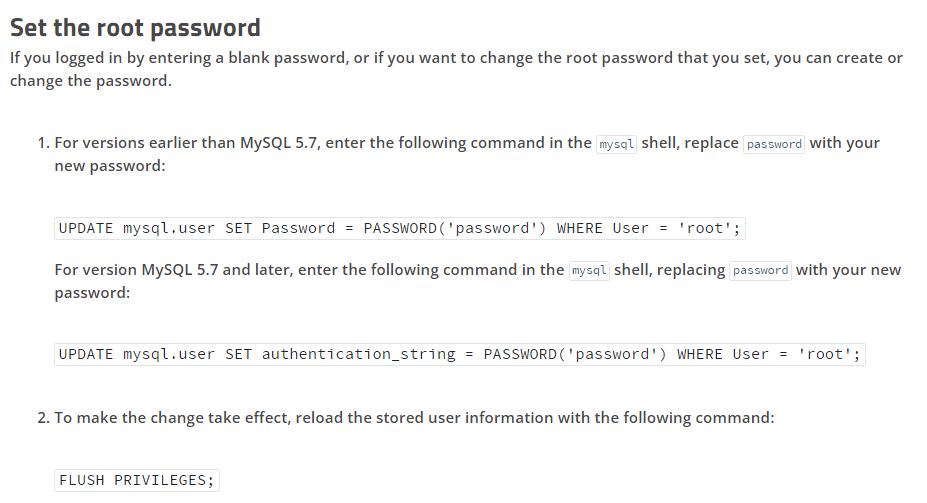 Set the root password
If you logged in by entering a blank password, or if you want to change the root password that you set, you can create or
change the password.
1. For versions earlier than MySQL 5.7, enter the following command in the mysql shell, replace password with your
new password:
UPDATE mysql.user SET Password = PASSWORD('password') WHERE User = 'root';
For version MySQL 5.7 and later, enter the following command in the mysql shell, replacing password with your new
password:
UPDATE mysql.user SET authentication_string = PASSWORD('password') WHERE User = 'root';
2. To make the change take effect, reload the stored user information with the following command:
FLUSH PRIVILEGES;